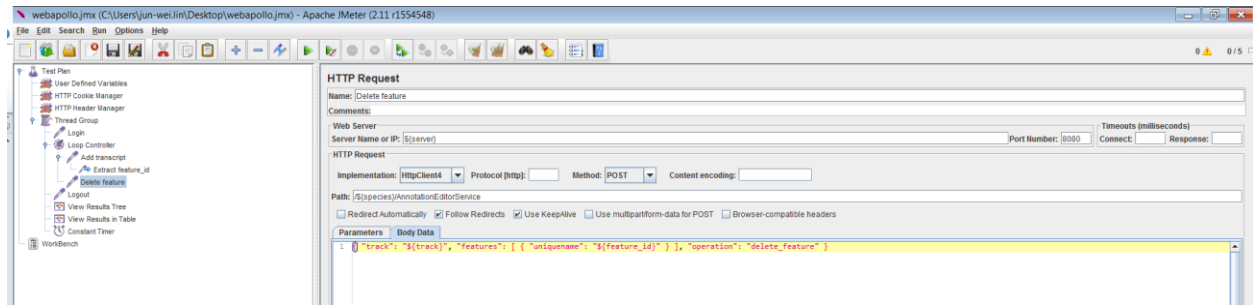 webapollo.jmx (C:\Users\jun-wei.lin\Desktop\webapollo.jmx) - Apache JMeter (2.11 r1554548)
File Edit Search Run Options Help
0 0/5
Test Plan
User Defined Variables
HTTP Cookie Manager
HTTP Header Manager
Thread Group
Login
Loop Controller
Add transcript
Extract feature_id
Delete feature
Logout
View Results Tree
View Results in Table
Constant Timer
WorkBench
HTTP Request
Name: Delete feature
Comments:
Web Server
Server Name or IP: ${server} Port Number: 8080
Timeouts (milliseconds)
Connect: Response:
HTTP Request
Implementation: HttpClient4 Protocol [http]: Method: POST Content encoding:
Path: /${species}/AnnotationEditorService
Redirect Automatically Follow Redirects Use KeepAlive Use multipart/form-data for POST Browser-compatible headers
Parameters Body Data
1 { "track": "${track}", "features": [ { "uniquename": "${feature_id}" } ], "operation": "delete_feature" }